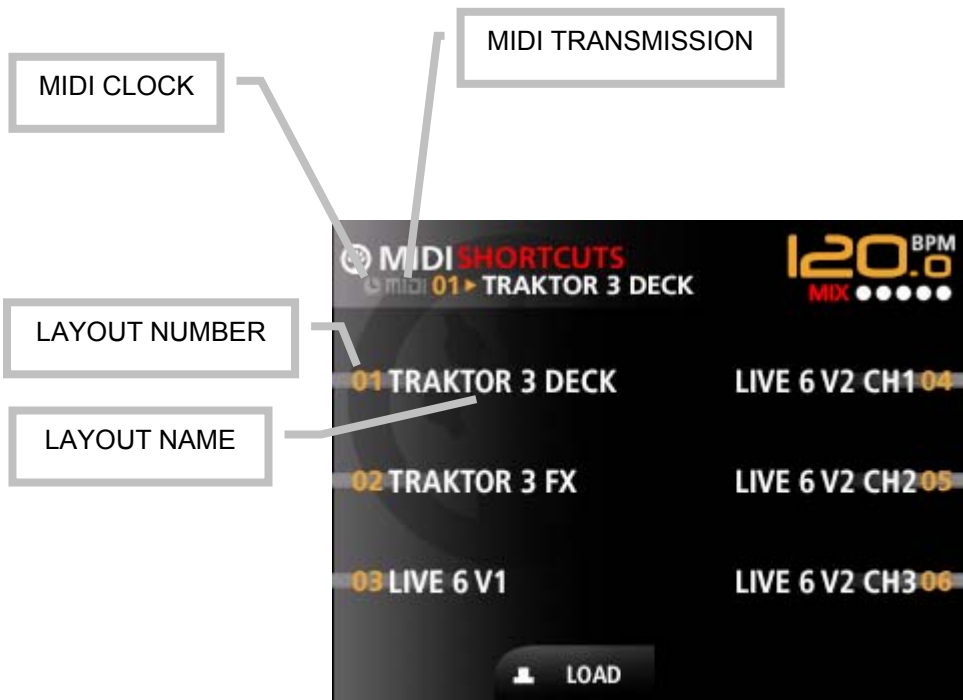 MIDI TRANSMISSION
MIDI CLOCK
MIDI SHORTCUTS
120.0 BPM
midi 01 TRAKTOR 3 DECK
MIX
LAYOUT NUMBER
01 TRAKTOR 3 DECK
LIVE 6 V2 CH1 04
LAYOUT NAME
02 TRAKTOR 3 FX
LIVE 6 V2 CH2 05
03 LIVE 6 V1
LIVE 6 V2 CH3 06
LOAD